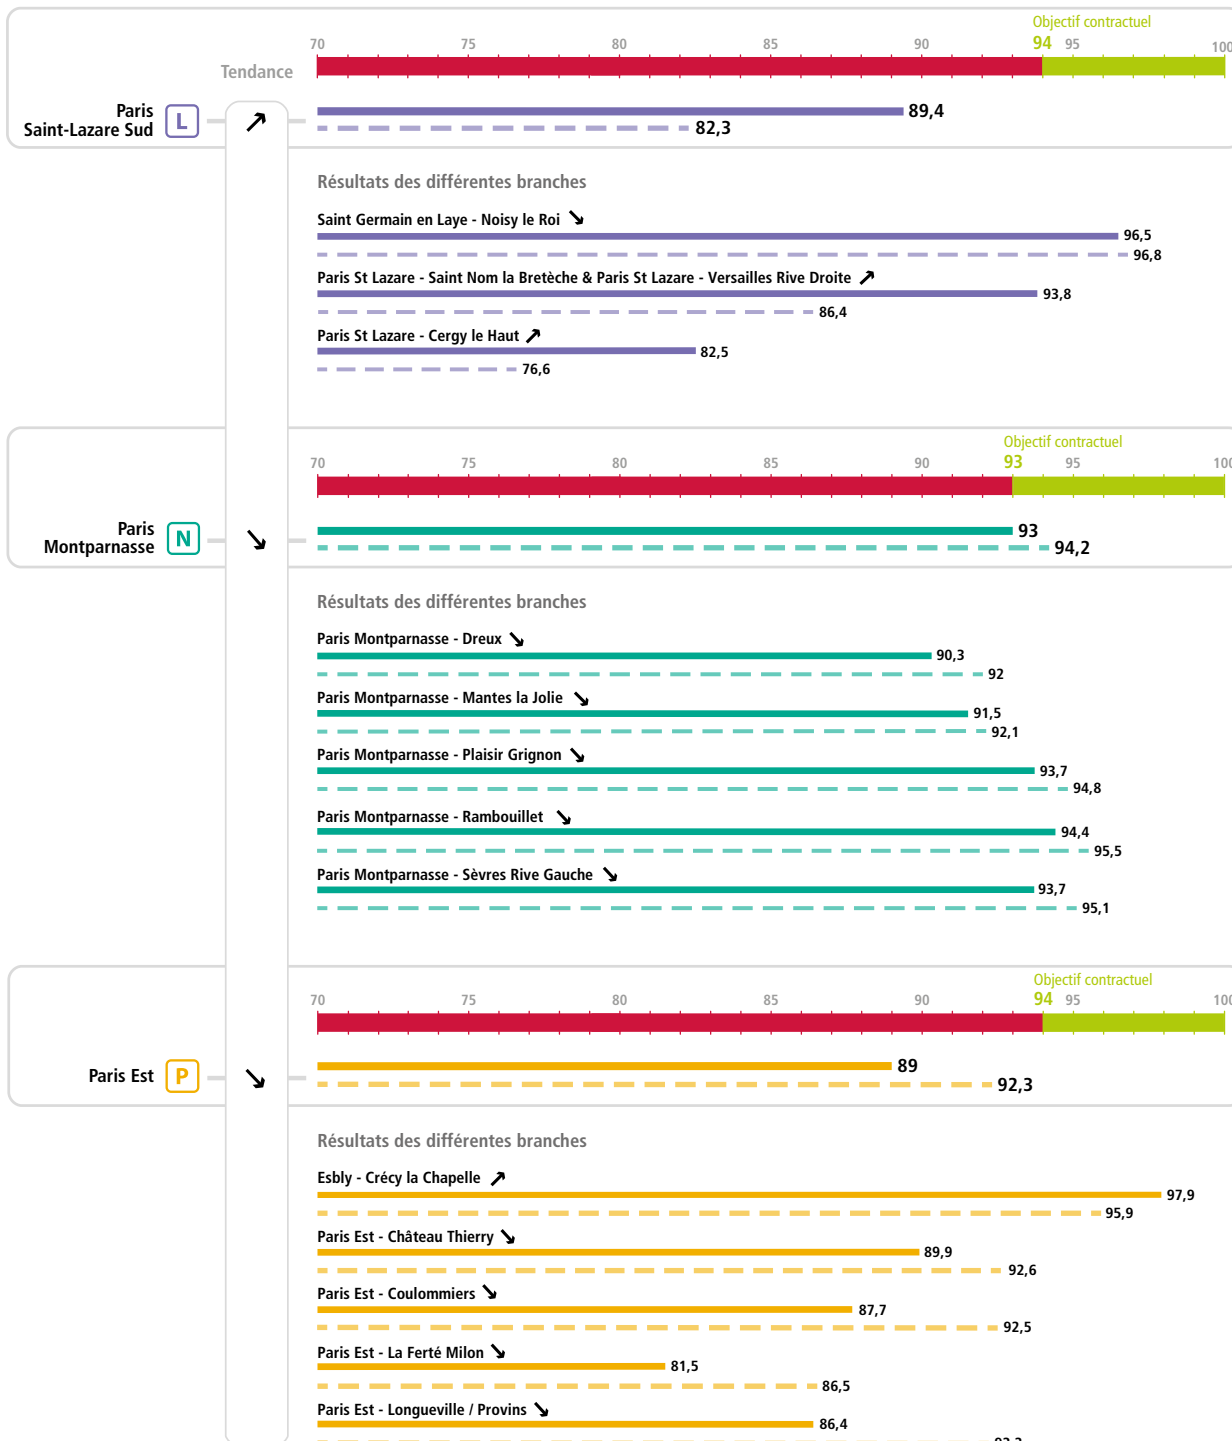 Objectif contractuel
70 75 80 85 90 94 95 100
Tendance
Paris
Saint-Lazare Sud
L
89,4
82,3
Résultats des différentes branches
Saint Germain en Laye - Noisy le Roi
96,5
96,8
Paris St Lazare - Saint Nom la Bretèche & Paris St Lazare - Versailles Rive Droite
93,8
86,4
Paris St Lazare - Cergy le Haut
82,5
76,6
Objectif contractuel
70 75 80 85 90 93 95 100
Paris
Montparnasse
N
93
94,2
Résultats des différentes branches
Paris Montparnasse - Dreux
90,3
92
Paris Montparnasse - Mantes la Jolie
91,5
92,1
Paris Montparnasse - Plaisir Grignon
93,7
94,8
Paris Montparnasse - Rambouillet
94,4
95,5
Paris Montparnasse - Sèvres Rive Gauche
93,7
95,1
Objectif contractuel
70 75 80 85 90 94 95 100
Paris Est
P
89
92,3
Résultats des différentes branches
Esbly - Crécy la Chapelle
97,9
95,9
Paris Est - Château Thierry
89,9
92,6
Paris Est - Coulommiers
87,7
92,5
Paris Est - La Ferté Milon
81,5
86,5
Paris Est - Longueville / Provins
86,4